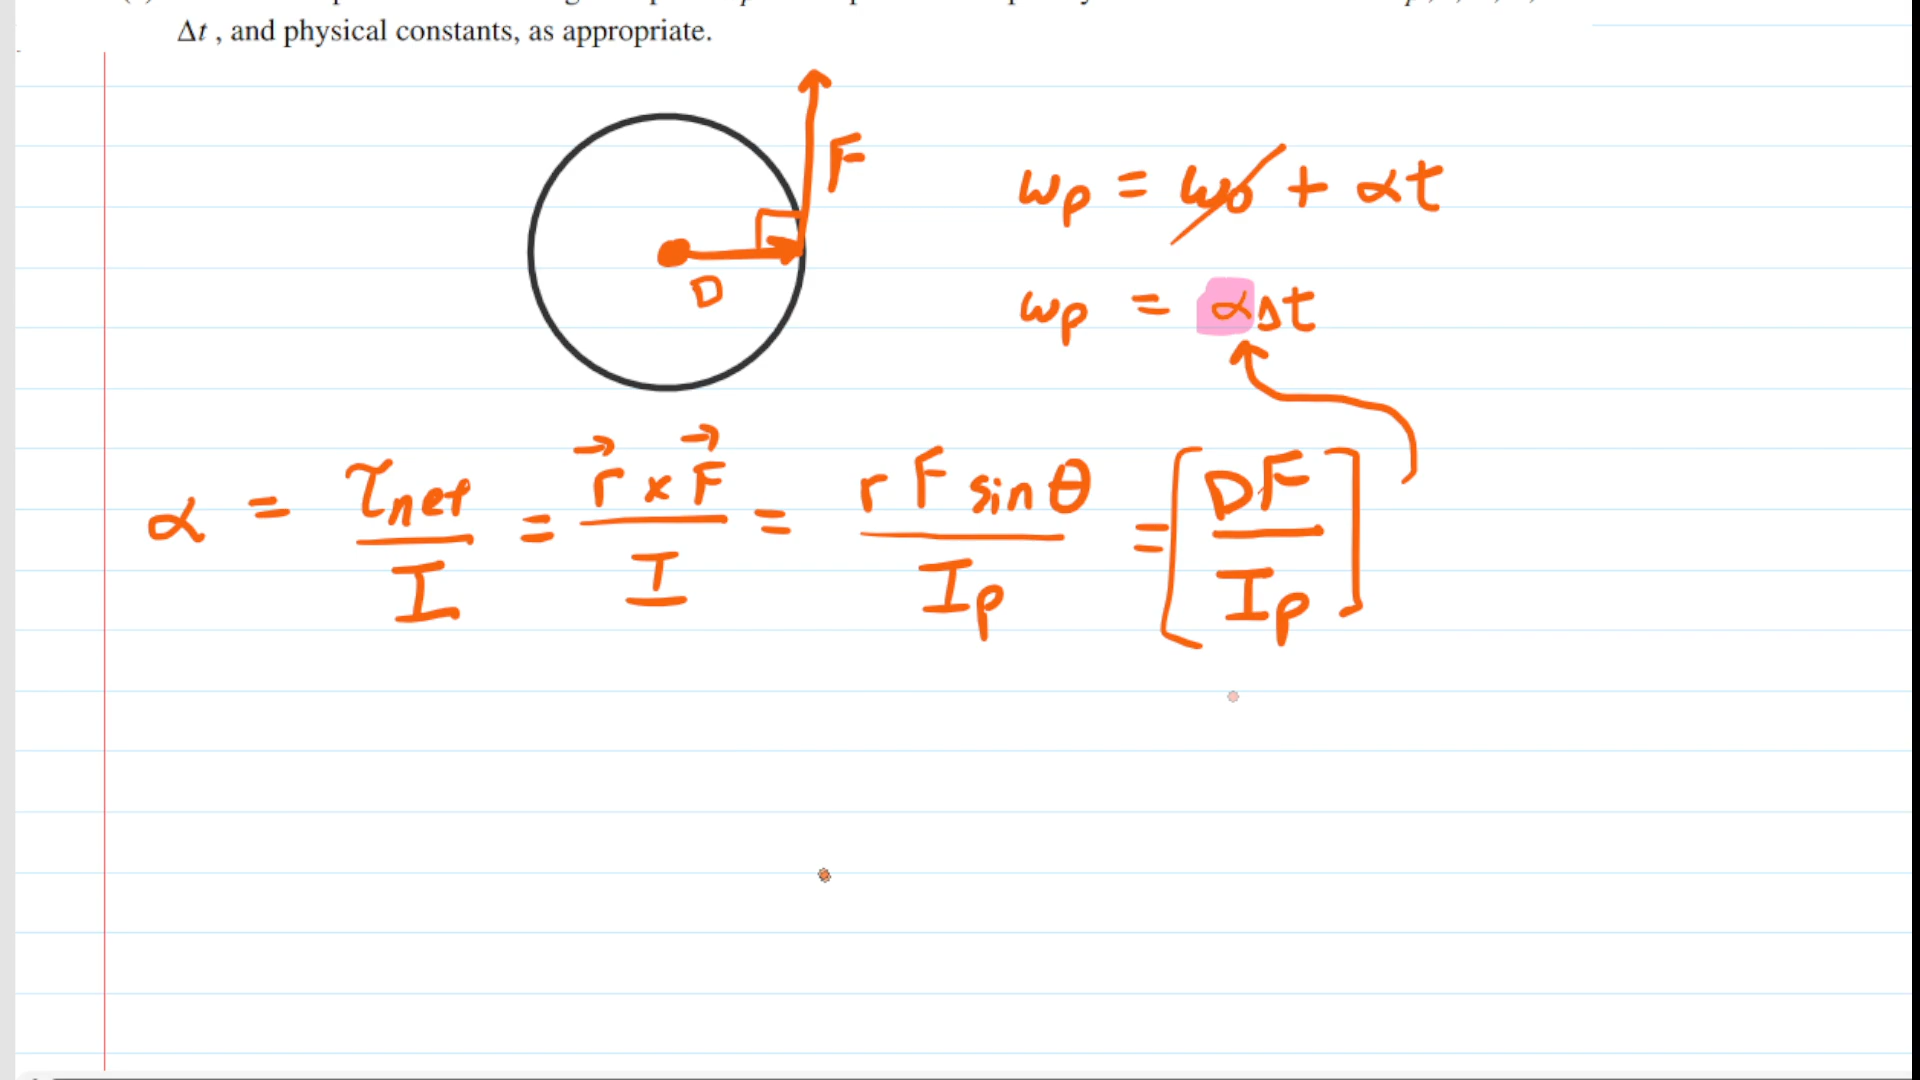 Δt , and physical constants, as appropriate.
F
D
ωp = ω0 + αt
ωp = αΔt
α = τnet/I = r⃗ x F⃗/I = r F sin θ/Ip = [DF/Ip]